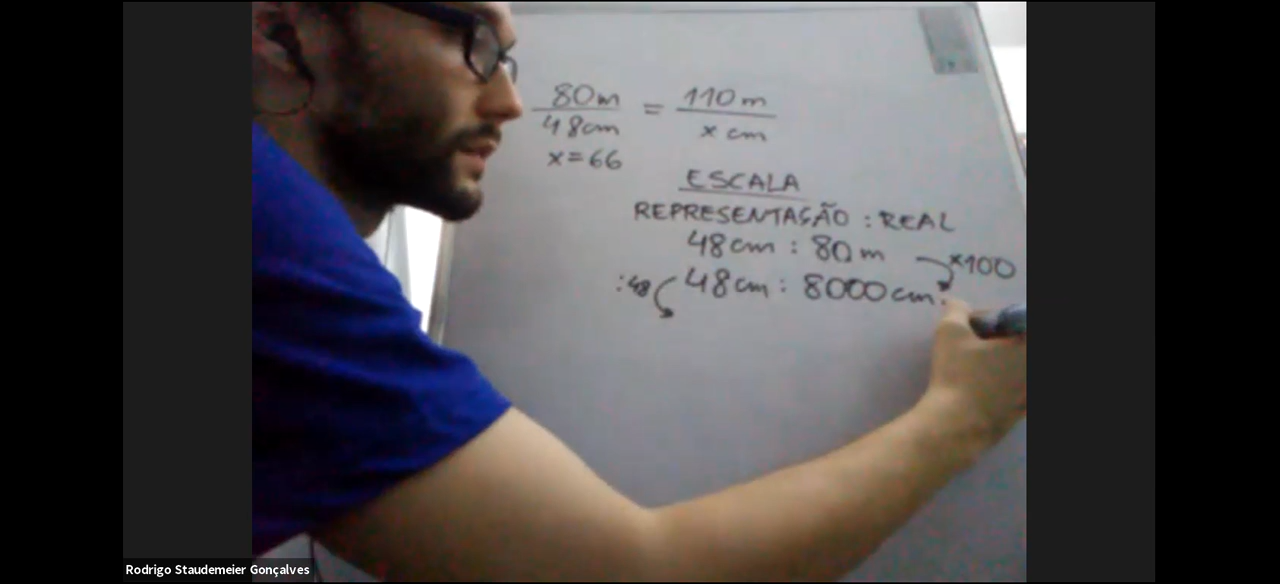 80m = 110m
48cm x cm
x=66
ESCALA
REPRESENTAÇÃO : REAL
48cm : 80m
×100
:48 48cm : 8000cm
Rodrigo Staudemeier Gonçalves